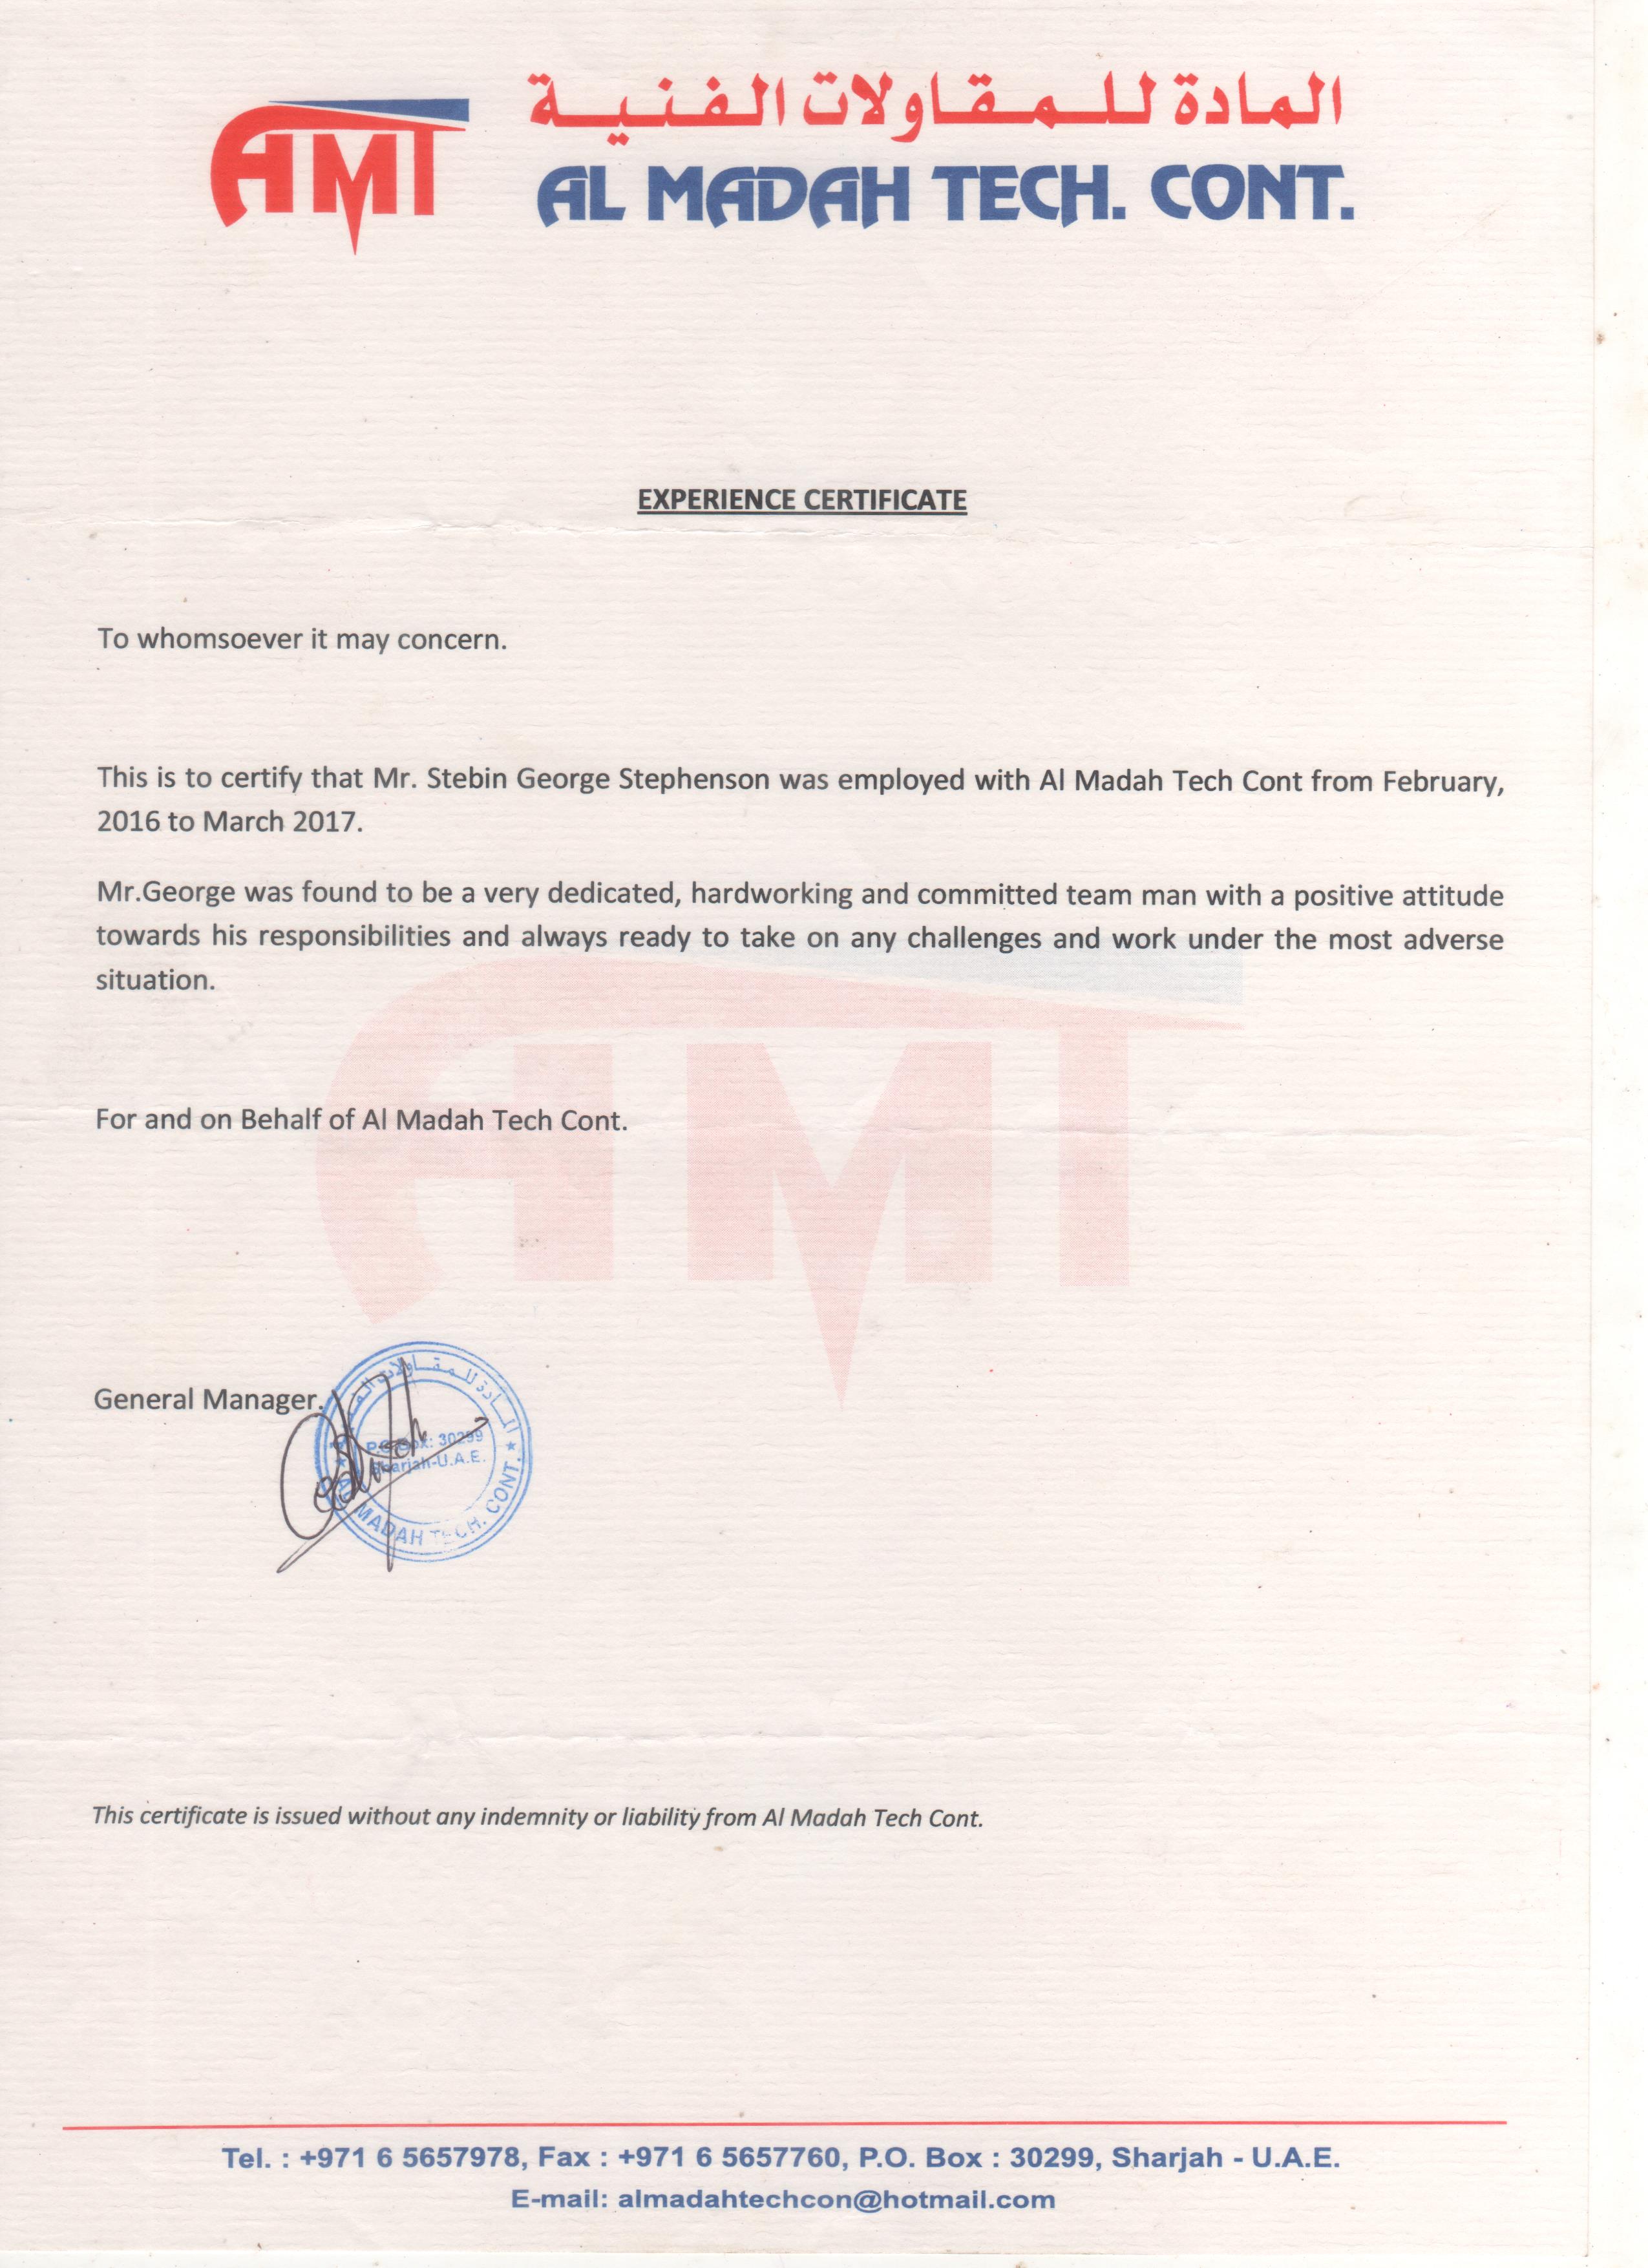 AMT
المادة للمقاولات الفنية
AL MADAH TECH. CONT.
EXPERIENCE CERTIFICATE
To whomsoever it may concern.
This is to certify that Mr. Stebin George Stephenson was employed with Al Madah Tech Cont from February,
2016 to March 2017.
Mr.George was found to be a very dedicated, hardworking and committed team man with a positive attitude
towards his responsibilities and always ready to take on any challenges and work under the most adverse
situation.
AMT
For and on Behalf of Al Madah Tech Cont.
General Manager.
P.O. Box: 30299
Sharjah-U.A.E.
AL MADAH TECH. CONT.
This certificate is issued without any indemnity or liability from Al Madah Tech Cont.
Tel. : +971 6 5657978, Fax : +971 6 5657760, P.O. Box : 30299, Sharjah - U.A.E.
E-mail: almadahtechcon@hotmail.com